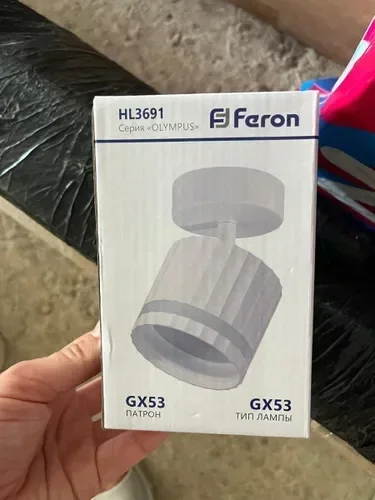 HL3691
Серия «OLYMPUS»
Feron
GX53
ПАТРОН
GX53
ТИП ЛАМПЫ